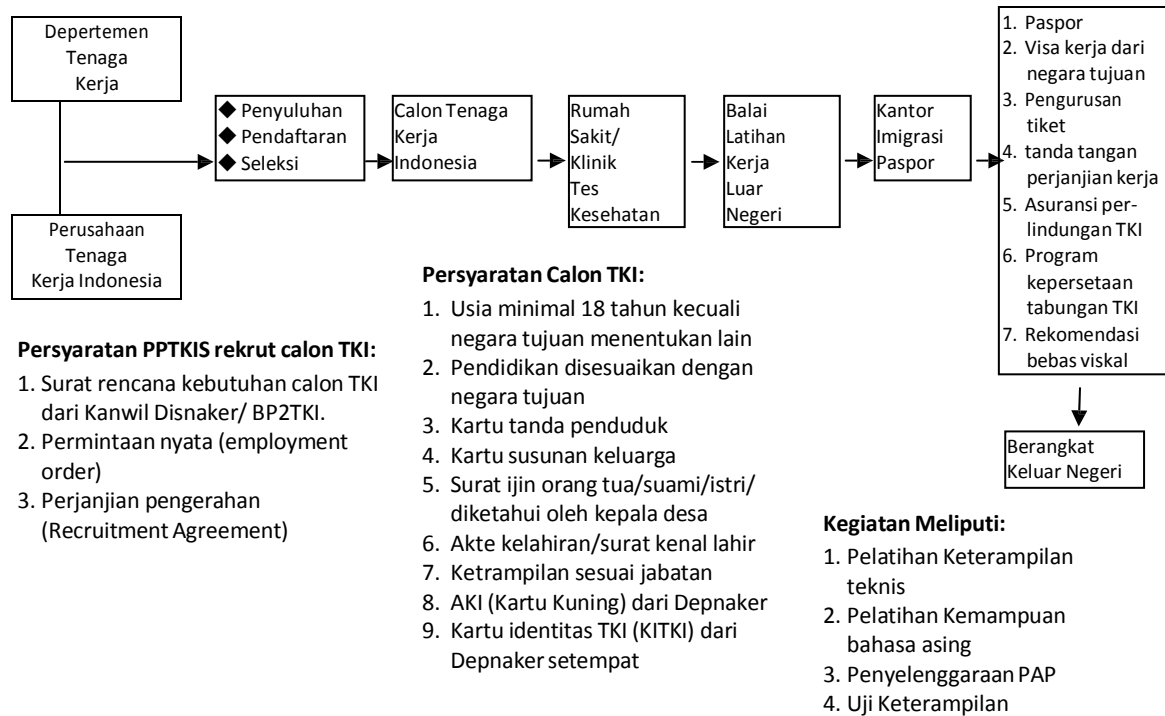 Depertemen
Tenaga
Kerja
Perusahaan
Tenaga
Kerja Indonesia
◆ Penyuluhan
◆ Pendaftaran
◆ Seleksi
Calon Tenaga
Kerja
Indonesia
Rumah
Sakit/
Klinik
Tes
Kesehatan
Balai
Latihan
Kerja
Luar
Negeri
Kantor
Imigrasi
Paspor
1. Paspor
2. Visa kerja dari
negara tujuan
3. Pengurusan
tiket
4. tanda tangan
perjanjian kerja
5. Asuransi per-
lindungan TKI
6. Program
kepersetaan
tabungan TKI
7. Rekomendasi
bebas viskal
Berangkat
Keluar Negeri
Persyaratan PPTKIS rekrut calon TKI:
1. Surat rencana kebutuhan calon TKI
dari Kanwil Disnaker/ BP2TKI.
2. Permintaan nyata (employment
order)
3. Perjanjian pengerahan
(Recruitment Agreement)
Persyaratan Calon TKI:
1. Usia minimal 18 tahun kecuali
negara tujuan menentukan lain
2. Pendidikan disesuaikan dengan
negara tujuan
3. Kartu tanda penduduk
4. Kartu susunan keluarga
5. Surat ijin orang tua/suami/istri/
diketahui oleh kepala desa
6. Akte kelahiran/surat kenal lahir
7. Ketrampilan sesuai jabatan
8. AKI (Kartu Kuning) dari Depnaker
9. Kartu identitas TKI (KITKI) dari
Depnaker setempat
Kegiatan Meliputi:
1. Pelatihan Keterampilan
teknis
2. Pelatihan Kemampuan
bahasa asing
3. Penyelenggaraan PAP
4. Uji Keterampilan